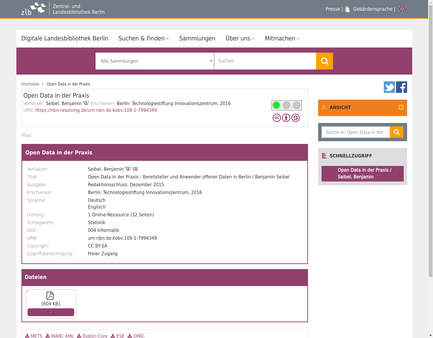 zlb
Zentral- und
Landesbibliothek Berlin
Presse | Gebärdensprache |
Digitale Landesbibliothek Berlin
Suchen & finden
Sammlungen
Über uns
Mitmachen
Alle Sammlungen
Suchen
Startseite › Open Data in der Praxis
Open Data in der Praxis
Verfasser: Seibel, Benjamin Erschienen: Berlin: Technologiestiftung Innovationszentrum, 2016
URN: https://nbn-resolving.de/urn:nbn:de:kobv:109-1-7994349
Open Data in der Praxis
Verfasser: Seibel, Benjamin
Titel: Open Data in der Praxis : Bereitsteller und Anwender offener Daten in Berlin / Benjamin Seibel
Ausgabe: Redaktionsschluss: Dezember 2015
Erschienen: Berlin: Technologiestiftung Innovationszentrum, 2016
Sprache: Deutsch
Englisch
Umfang: 1 Online-Ressource (32 Seiten)
Schlagworte: Statistik
DDC: 004 Informatik
URN: urn:nbn:de:kobv:109-1-7994349
Copyright: CC BY-SA
Zugriffsberechtigung: Freier Zugang
Dateien
(604 KB)
METS MARC XML Dublin Core ESE OPAC
ANSICHT
Suche in: Open Data in der
SCHNELLZUGRIFF
Open Data in der Praxis /
Seibel, Benjamin